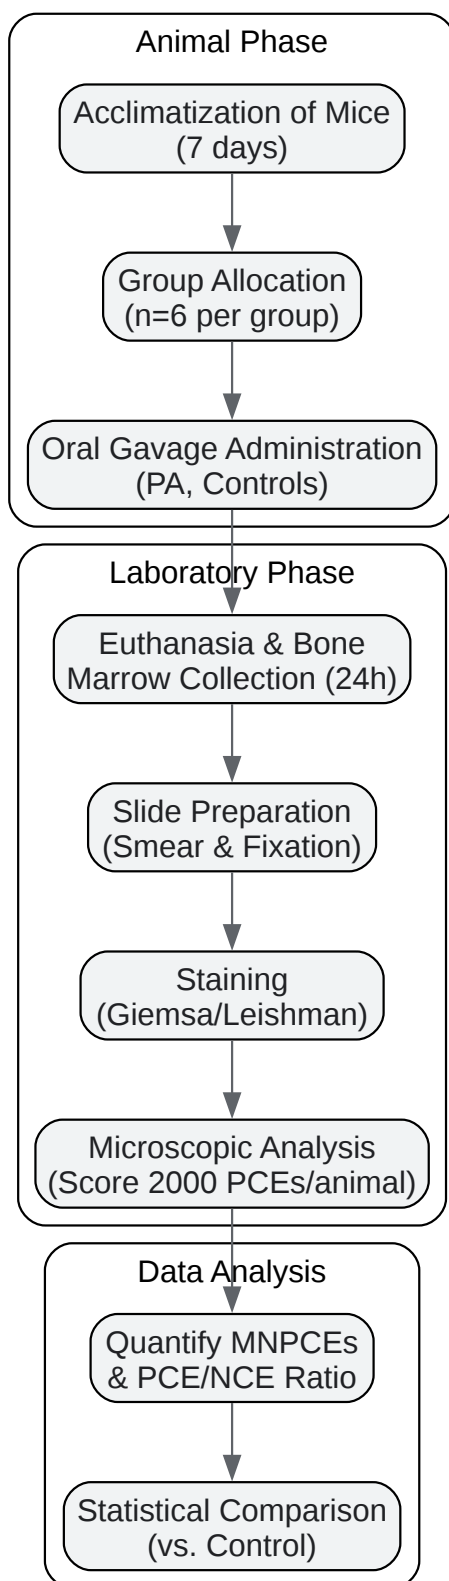 Animal Phase
Acclimatization of Mice
(7 days)
Group Allocation
(n=6 per group)
Oral Gavage Administration
(PA, Controls)
Laboratory Phase
Euthanasia & Bone
Marrow Collection (24h)
Slide Preparation
(Smear & Fixation)
Staining
(Giemsa/Leishman)
Microscopic Analysis
(Score 2000 PCEs/animal)
Data Analysis
Quantify MNPCEs
& PCE/NCE Ratio
Statistical Comparison
(vs. Control)